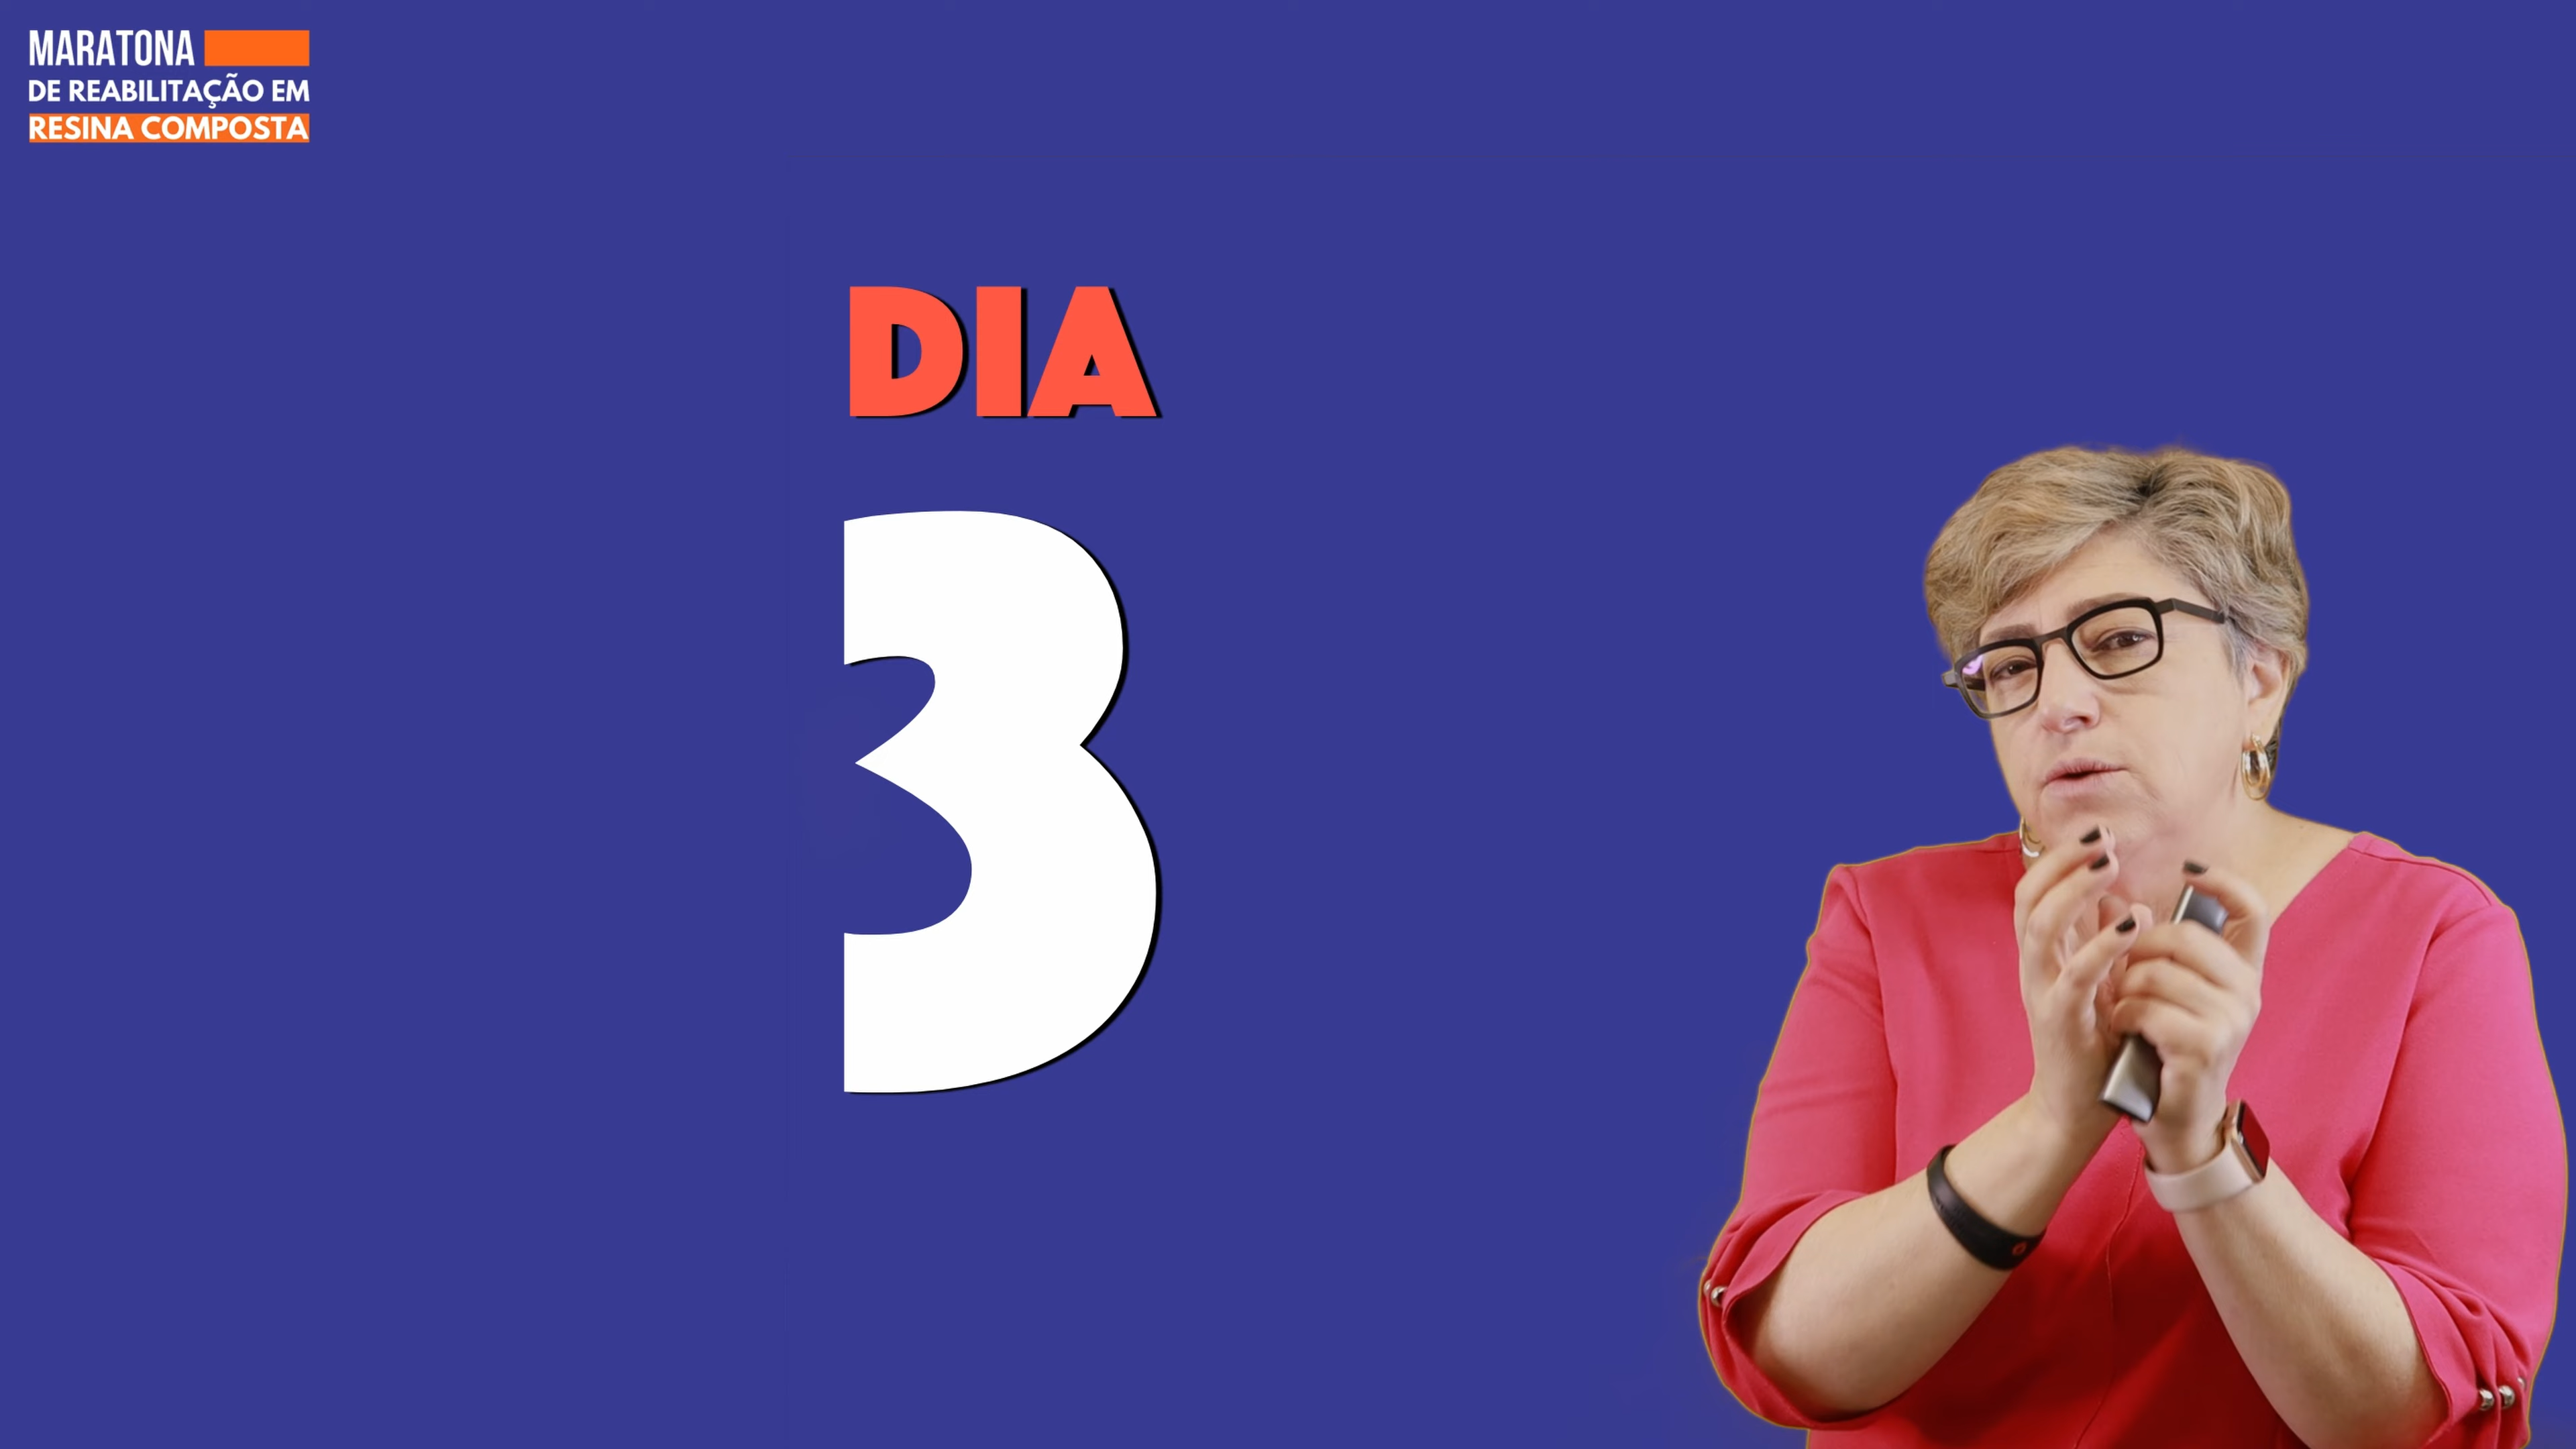 MARATONA
DE REABILITAÇÃO EM
RESINA COMPOSTA
DIA
3